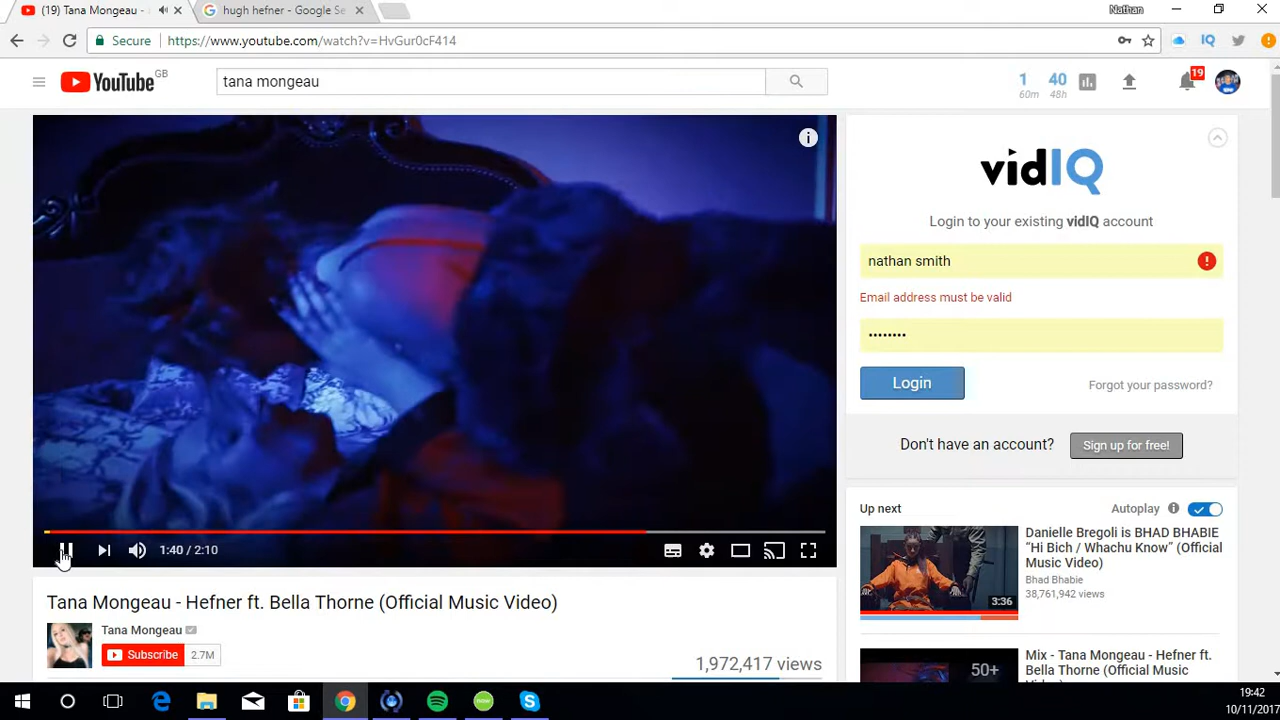 (19) Tana Mongeau -
hugh hefner - Google Se
Nathan
Secure
https://www.youtube.com/watch?v=HvGur0cF414
IQ
YouTube GB
tana mongeau
1 40
60m 48h
19
vidIQ
Login to your existing vidIQ account
nathan smith
Email address must be valid
••••••••
Login
Forgot your password?
Don't have an account?
Sign up for free!
1:40 / 2:10
Up next
Autoplay
Danielle Bregoli is BHAD BHABIE
“Hi Bich / Whachu Know” (Official
Music Video)
Bhad Bhabie
38,761,942 views
3:36
Tana Mongeau - Hefner ft. Bella Thorne (Official Music Video)
Tana Mongeau
Subscribe 2.7M
1,972,417 views
50+
Mix - Tana Mongeau - Hefner ft.
Bella Thorne (Official Music
now
19:42
10/11/2017